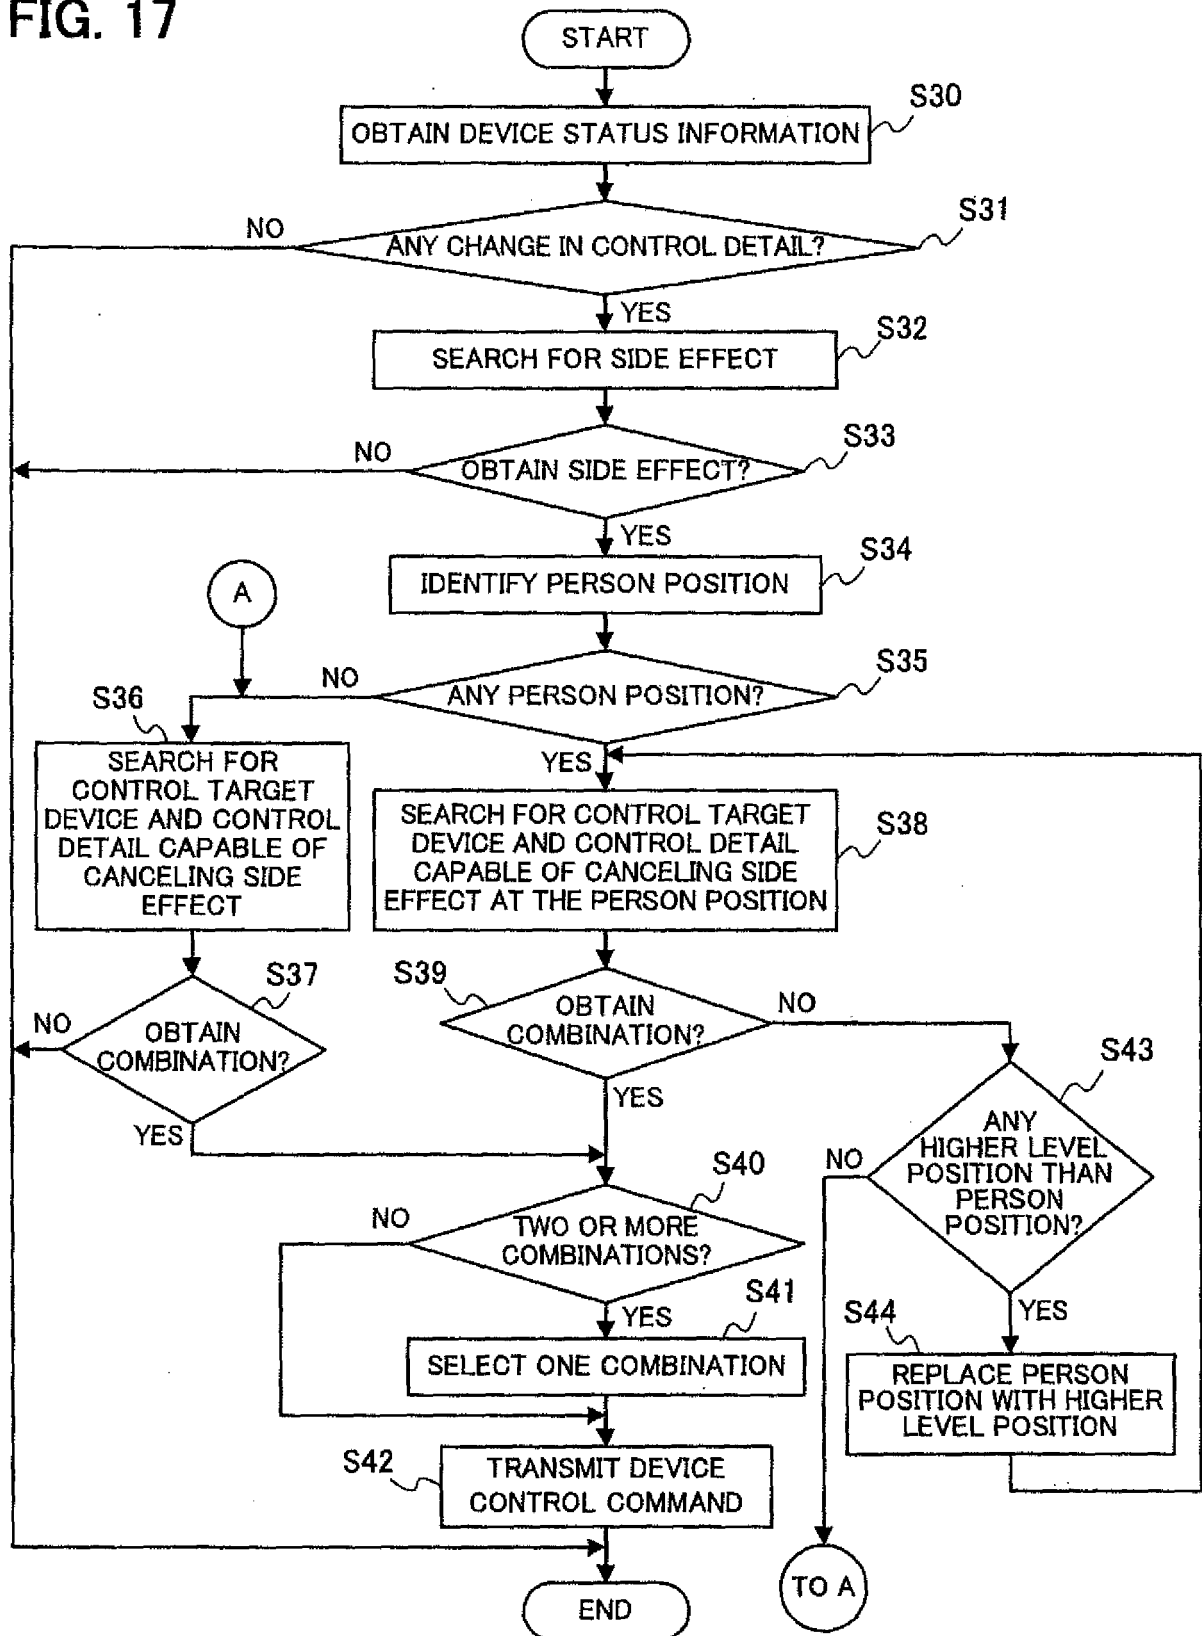 FIG. 17
START
S30
OBTAIN DEVICE STATUS INFORMATION
S31
NO
ANY CHANGE IN CONTROL DETAIL?
YES
S32
SEARCH FOR SIDE EFFECT
S33
NO
OBTAIN SIDE EFFECT?
YES
S34
IDENTIFY PERSON POSITION
A
S35
NO
ANY PERSON POSITION?
S36
YES
SEARCH FOR
CONTROL TARGET
DEVICE AND CONTROL
DETAIL CAPABLE OF
CANCELING SIDE
EFFECT
S38
SEARCH FOR CONTROL TARGET
DEVICE AND CONTROL DETAIL
CAPABLE OF CANCELING SIDE
EFFECT AT THE PERSON POSITION
S37
NO
OBTAIN
COMBINATION?
YES
S39
OBTAIN
COMBINATION?
NO
YES
S43
ANY
HIGHER LEVEL
POSITION THAN
PERSON
POSITION?
NO
YES
S40
NO
TWO OR MORE
COMBINATIONS?
YES
S41
SELECT ONE COMBINATION
S44
REPLACE PERSON
POSITION WITH HIGHER
LEVEL POSITION
S42
TRANSMIT DEVICE
CONTROL COMMAND
TO A
END